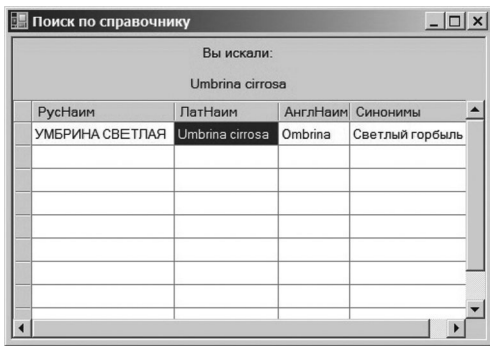 Поиск по справочнику
Вы искали:
Umbrina cirrosa
РусНаим ЛатНаим АнглНаим Синонимы
УМБРИНА СВЕТЛАЯ Umbrina cirrosa Ombrina Светлый горбыль